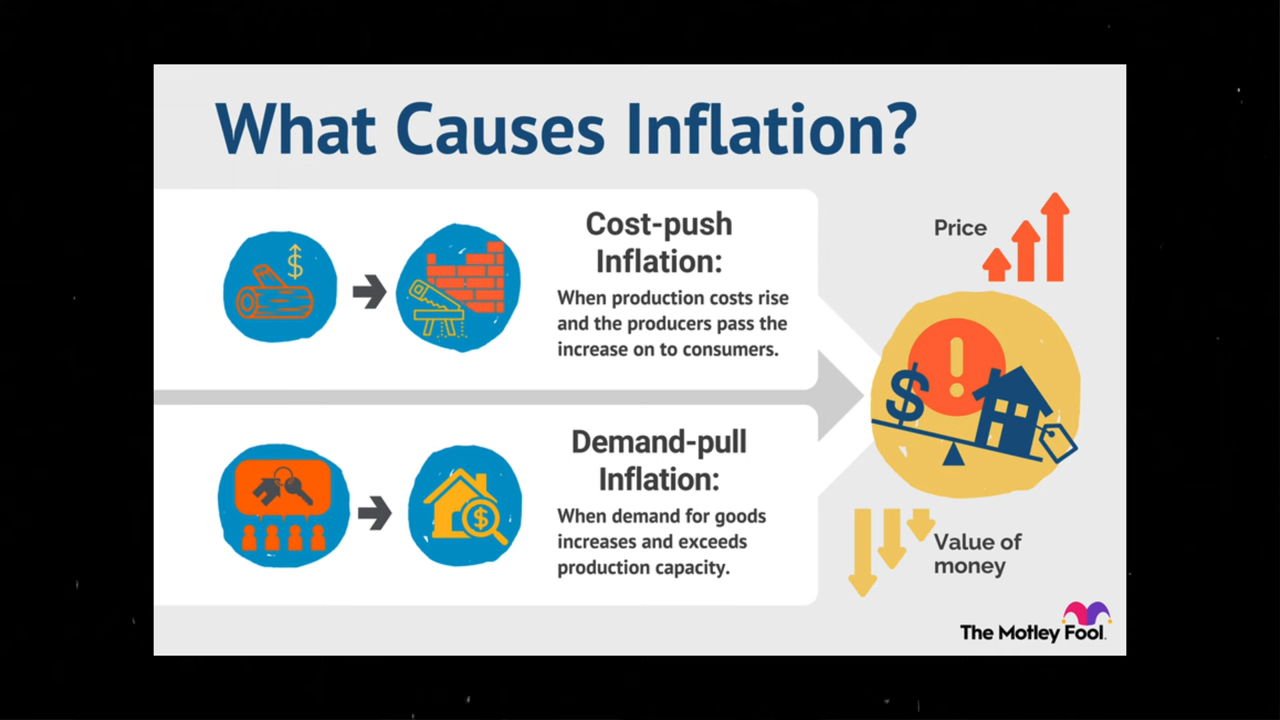 What Causes Inflation?
Cost-push
Inflation:
When production costs rise
and the producers pass the
increase on to consumers.
Demand-pull
Inflation:
When demand for goods
increases and exceeds
production capacity.
Price
$
$
!
$
Value of
money
The Motley Fool.